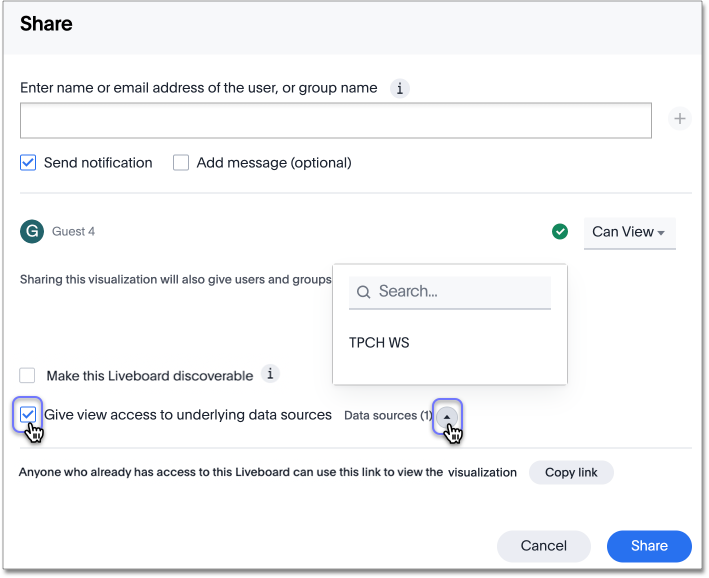 Share
Enter name or email address of the user, or group name i
Send notification Add message (optional)
G Guest 4 Can View
Sharing this visualization will also give users and groups
Search...
TPCH WS
Make this Liveboard discoverable i
Give view access to underlying data sources Data sources (1)
Anyone who already has access to this Liveboard can use this link to view the visualization Copy link
Cancel Share